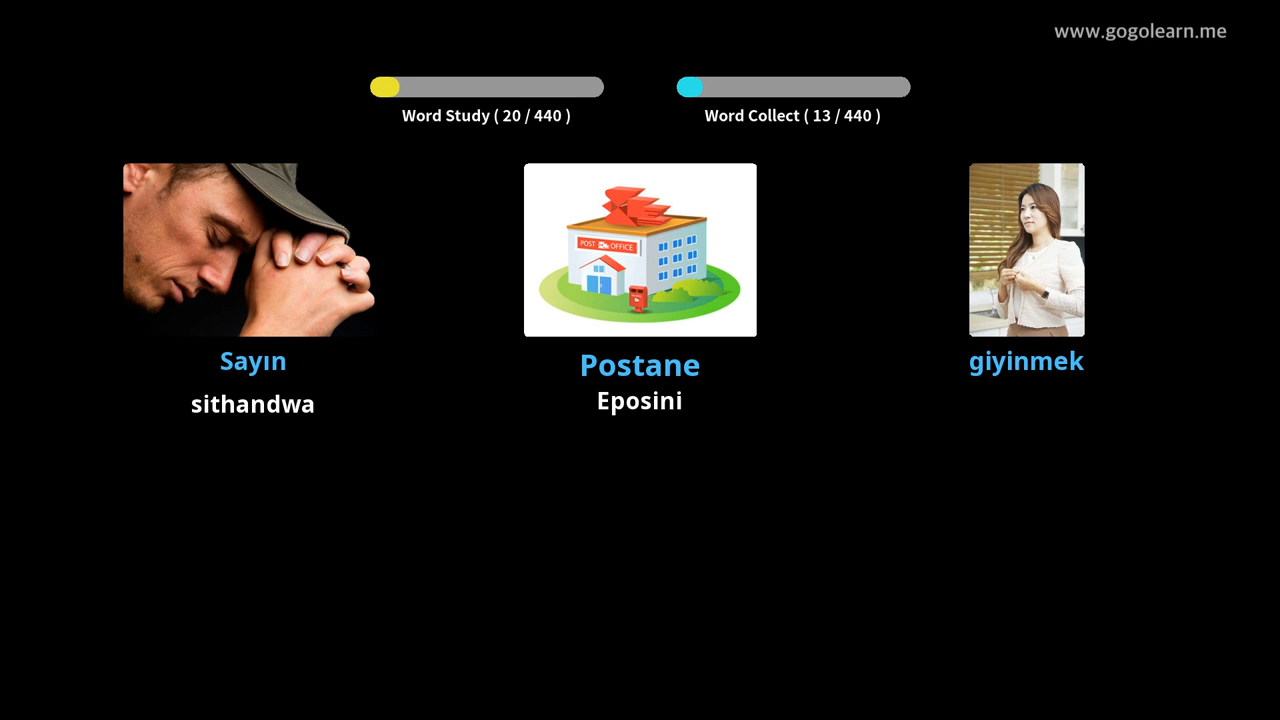 www.gogolearn.me
Word Study ( 20 / 440 )
Word Collect ( 13 / 440 )
POST OFFICE
Sayın
Postane
giyinmek
sithandwa
Eposini